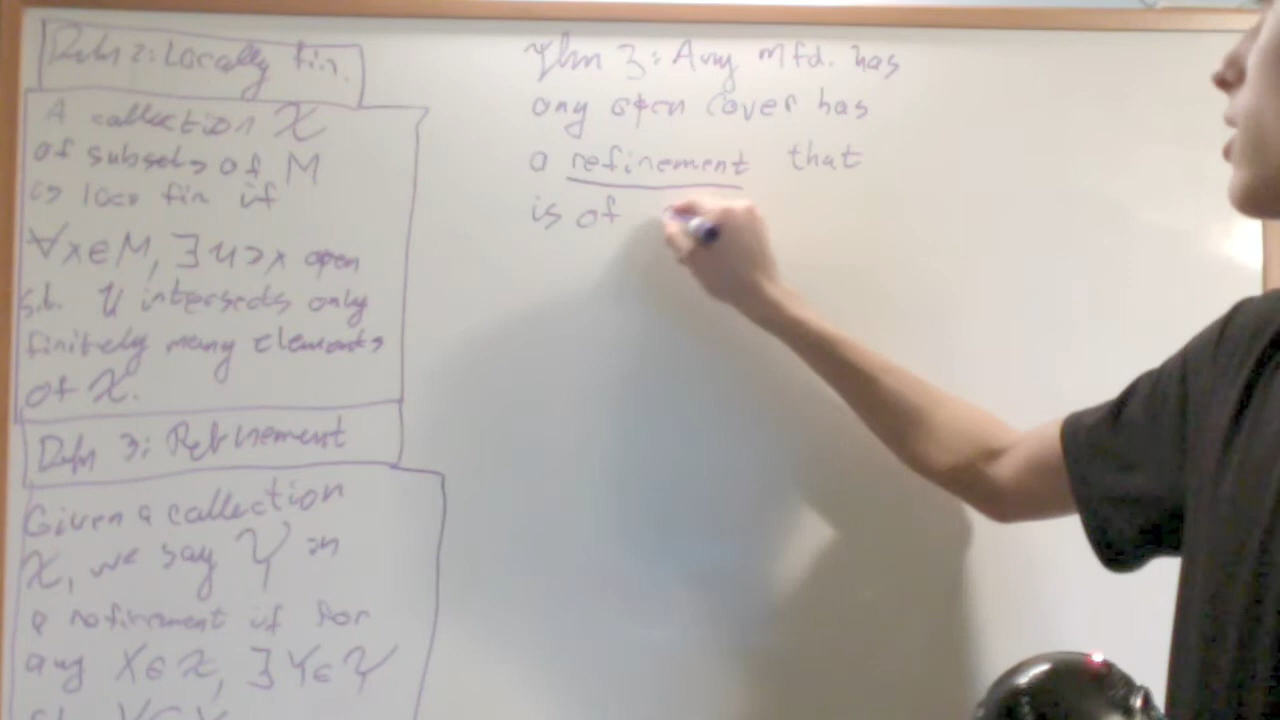 Defn 2: Locally fin.
A collection X
of subsets of M
is loc. fin if
∀x∈M, ∃U∋x open
s.t. U intersects only
finitely many elements
of X.
Defn 3: Refinement
Given a collection
X, we say Y is
a refinement if for
any X∈X, ∃Y∈Y
Thm 3: Any mfd. has
any open cover has
a refinement that
is of